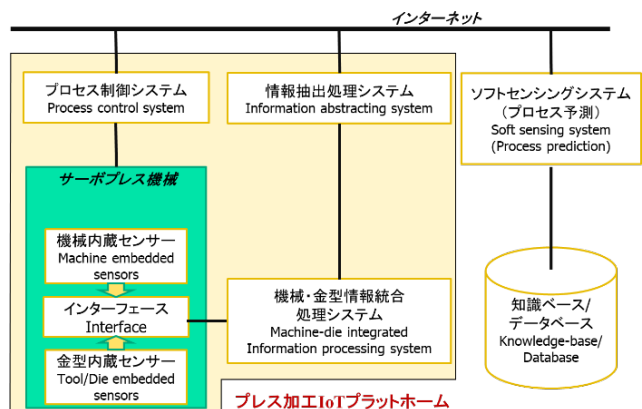 インターネット
プロセス制御システム
Process control system
情報抽出処理システム
Information abstracting system
ソフトセンシングシステム
(プロセス予測)
Soft sensing system
(Process prediction)
サーボプレス機械
機械内蔵センサー
Machine embedded
sensors
インターフェース
Interface
金型内蔵センサー
Tool/Die embedded
sensors
機械・金型情報統合
処理システム
Machine-die integrated
Information processing system
知識ベース/
データベース
Knowledge-base/
Database
プレス加工IoTプラットホーム